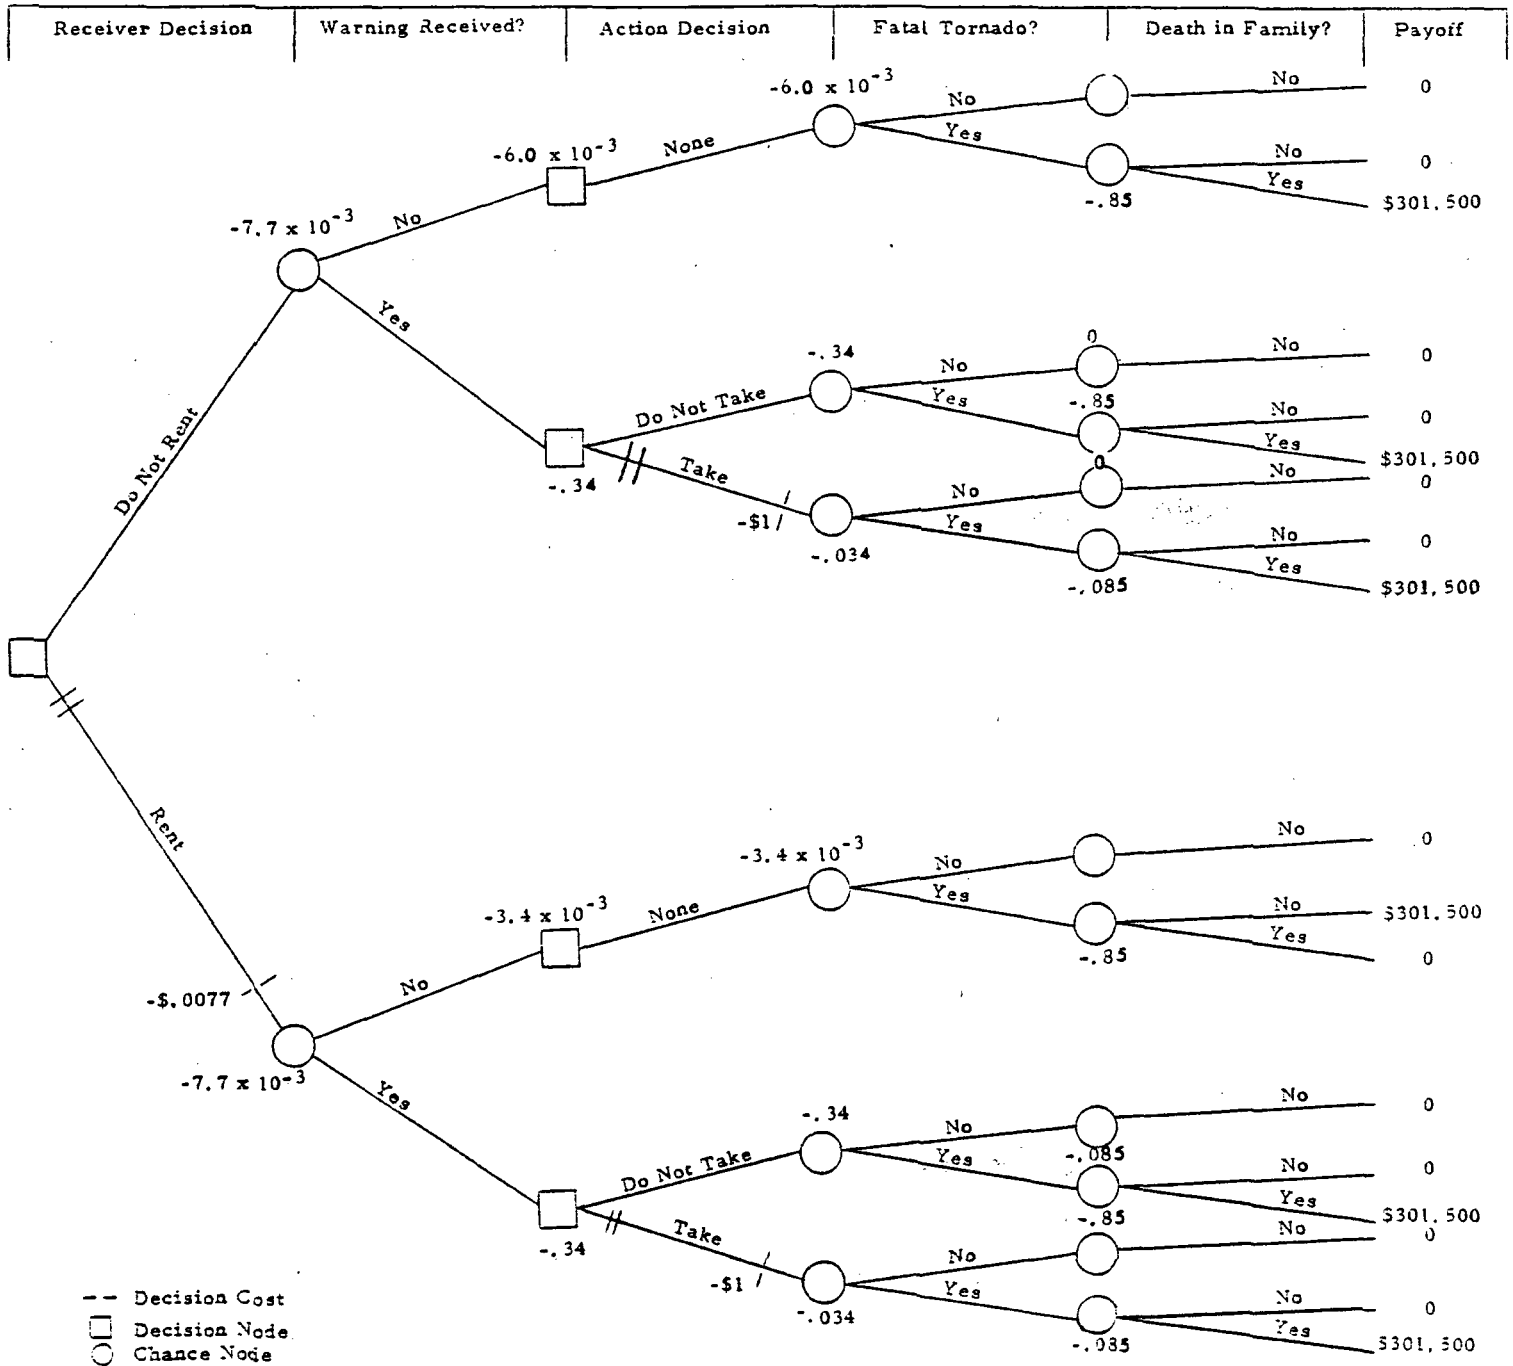 Receiver Decision
Warning Received?
Action Decision
Fatal Tornado?
Death in Family?
Payoff
-6.0 x 10-3
No
No
0
-6.0 x 10-3
None
Yes
No
0
Yes
-.85
$301,500
-7.7 x 10-3
No
Yes
Do Not Rent
-.34
0
No
No
0
Do Not Take
Yes
-.85
No
0
Yes
$301,500
-.34
Take
-$1
0
No
No
0
Yes
-.034
No
0
Yes
-.085
$301,500
Rent
-$.0077
-7.7 x 10-3
-3.4 x 10-3
No
No
0
-3.4 x 10-3
None
Yes
No
$301,500
Yes
-.85
0
No
Yes
-.34
No
No
0
Do Not Take
Yes
-.085
No
0
Yes
-.85
$301,500
-.34
Take
-$1
No
No
0
Yes
-.034
No
0
Yes
-.085
$301,500
-- Decision Cost
Decision Node
Chance Node